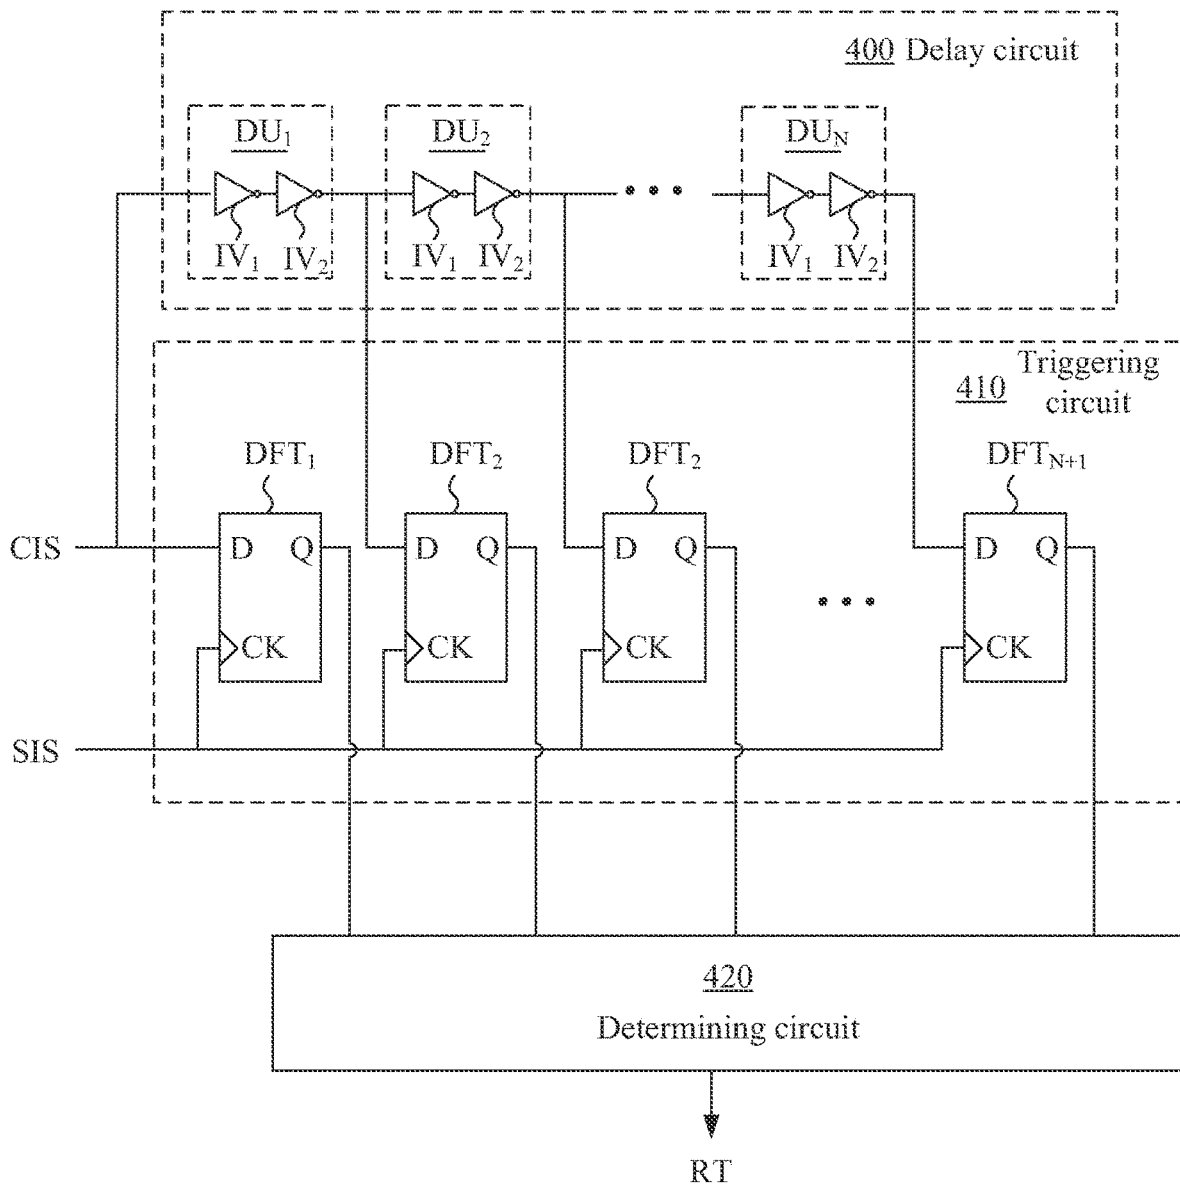 400 Delay circuit
DU1 DU2 DUN
IV1 IV2 IV1 IV2 IV1 IV2
410 Triggering circuit
DFT1 DFT2 DFT2 DFTN+1
CIS D Q D Q D Q D Q
CK CK CK CK
SIS
420
Determining circuit
RT